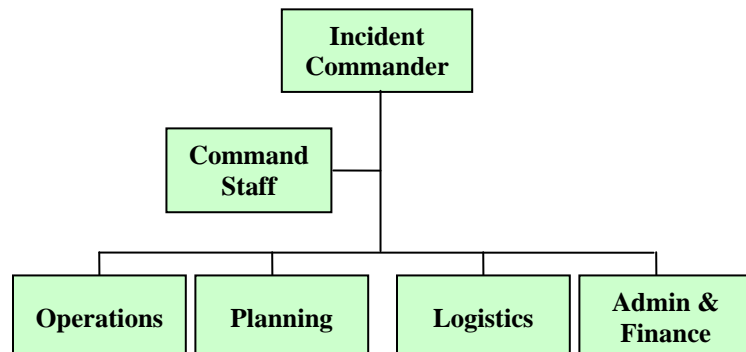 Incident
Commander
Command
Staff
Operations
Planning
Logistics
Admin &
Finance